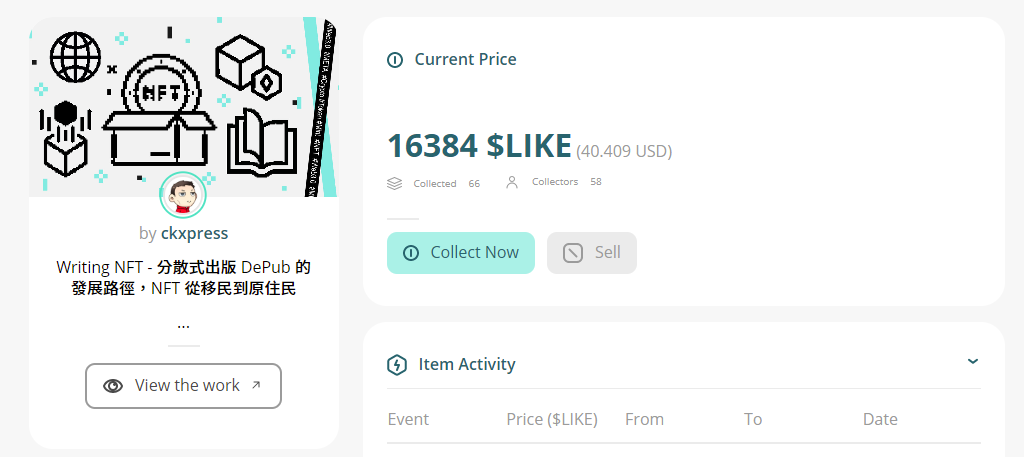 NFT
by ckxpress
Writing NFT - 分散式出版 DePub 的
發展路徑，NFT 從移民到原住民
...
View the work
Current Price
16384 $LIKE (40.409 USD)
Collected 66 Collectors 58
Collect Now Sell
Item Activity
Event Price ($LIKE) From To Date